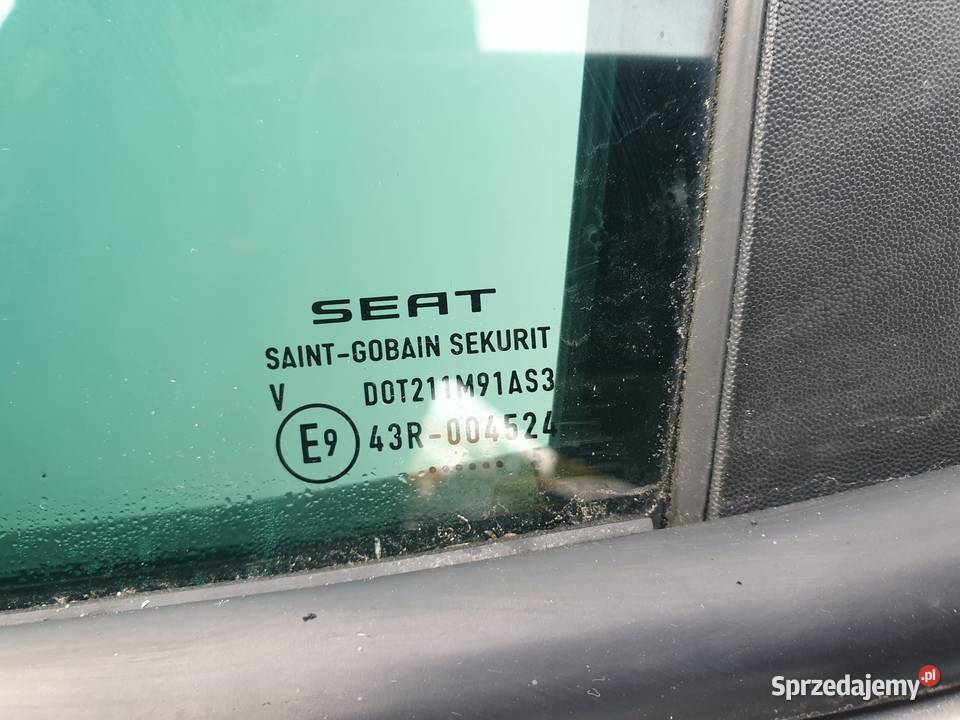 SEAT
SAINT-GOBAIN SEKURIT
V DOT211M91AS3
E9 43R-004524
Sprzedajemy.pl